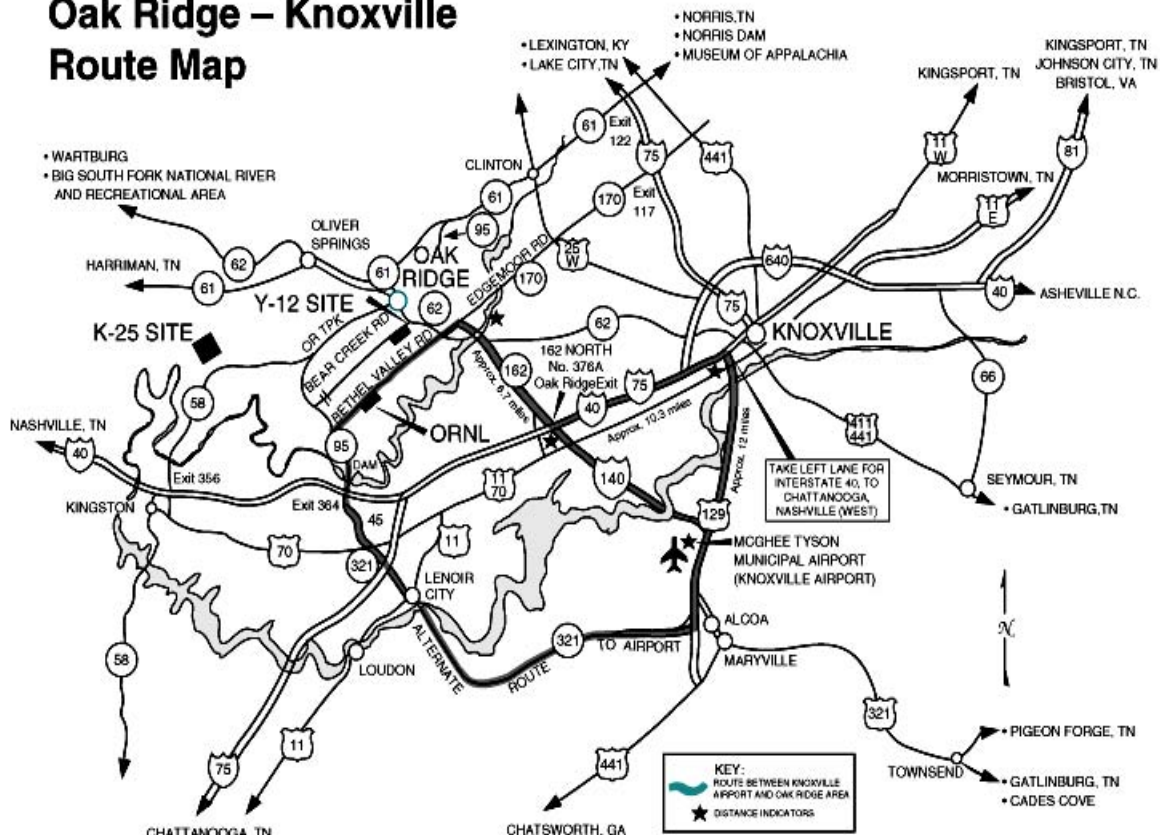 Oak Ridge – Knoxville
Route Map
• NORRIS,TN
• NORRIS DAM
• MUSEUM OF APPALACHIA
• LEXINGTON, KY
• LAKE CITY,TN
KINGSPORT, TN
KINGSPORT, TN
JOHNSON CITY, TN
BRISTOL, VA
61
Exit
122
75
441
11
W
81
• WARTBURG
• BIG SOUTH FORK NATIONAL RIVER
AND RECREATIONAL AREA
CLINTON
61
95
170
Exit
117
MORRISTOWN, TN
11
E
OLIVER
SPRINGS
62
HARRIMAN, TN
61
61
OAK
RIDGE
EDGEMOOR RD
170
25
W
640
40
ASHEVILLE N.C.
Y-12 SITE
62
75
K-25 SITE
OR TPK
BEAR CREEK RD
BETHEL VALLEY RD
62
KNOXVILLE
162
Approx. 6.7 miles
162 NORTH
No. 376A
Oak RidgeExit
75
40
Approx. 10.3 miles
66
58
ORNL
NASHVILLE, TN
40
95
DAM
Exit 356
411
441
Approx. 12 miles
TAKE LEFT LANE FOR
INTERSTATE 40, TO
CHATTANOOGA,
NASHVILLE (WEST)
SEYMOUR, TN
• GATLINBURG,TN
KINGSTON
Exit 364
11
70
140
45
129
70
11
321
MCGHEE TYSON
MUNICIPAL AIRPORT
(KNOXVILLE AIRPORT)
LENOIR
CITY
N
ALCOA
MARYVILLE
58
LOUDON
ALTERNATE
ROUTE
321
TO AIRPORT
321
11
75
441
TOWNSEND
• PIGEON FORGE, TN
• GATLINBURG, TN
• CADES COVE
KEY:
ROUTE BETWEEN KNOXVILLE
AIRPORT AND OAK RIDGE AREA
DISTANCE INDICATORS
CHATTANOOGA, TN
CHATSWORTH, GA